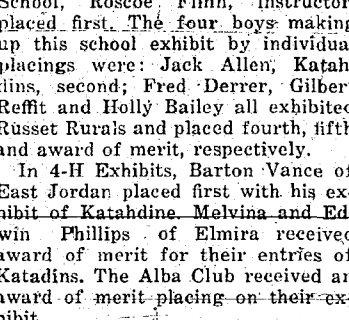 School, Roscoe Flinn, instructor
placed first. The four boys making
up this school exhibit by individua
placings were: Jack Allen, Katah
dins, second; Fred Derrer, Gilber
Reffit and Holly Bailey all exhibited
Russet Rurals and placed fourth, fifth
and award of merit, respectively.
In 4-H Exhibits, Barton Vance of
East Jordan placed first with his ex-
hibit of Katahdine. Melvina and Ed
win Phillips of Elmira received
award of merit for their entries of
Katadins. The Alba Club received an
award of merit placing on their ex-
hibit.